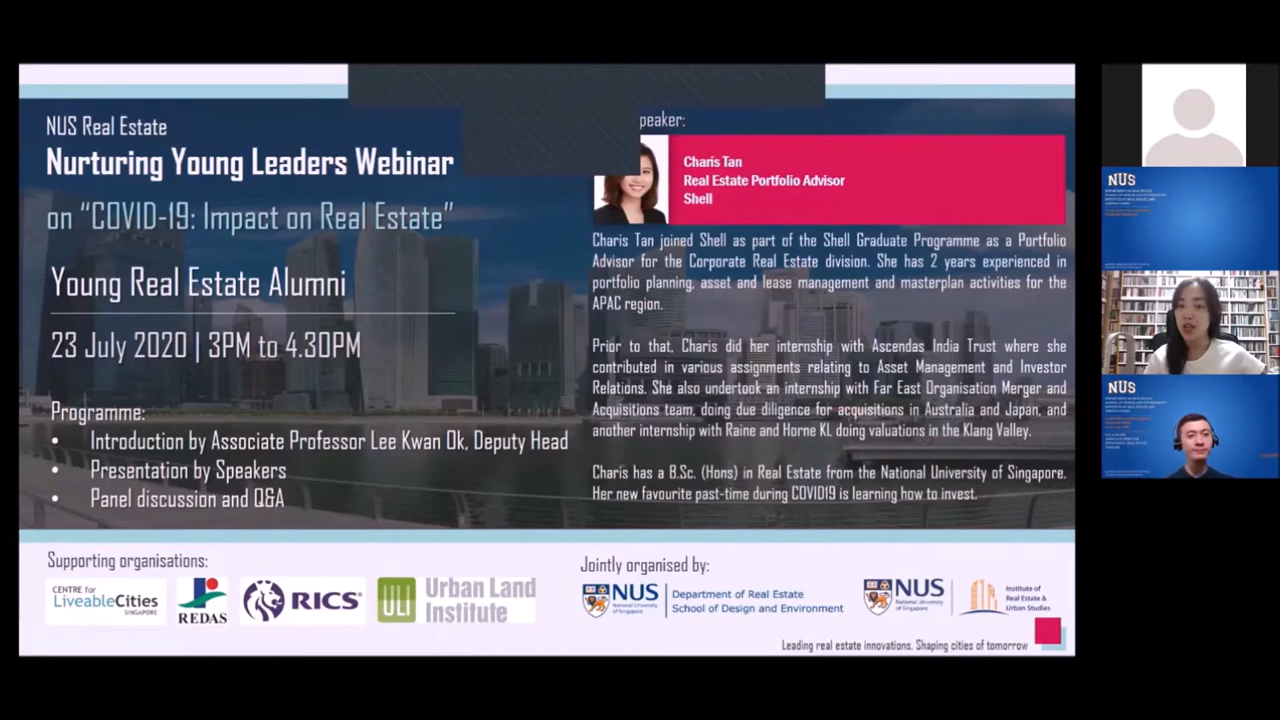 NUS Real Estate
Nurturing Young Leaders Webinar
on “COVID-19: Impact on Real Estate”
Young Real Estate Alumni
23 July 2020 | 3PM to 4.30PM
Programme:
• Introduction by Associate Professor Lee Kwan Ok, Deputy Head
• Presentation by Speakers
• Panel discussion and Q&A
peaker:
Charis Tan
Real Estate Portfolio Advisor
Shell
Charis Tan joined Shell as part of the Shell Graduate Programme as a Portfolio
Advisor for the Corporate Real Estate division. She has 2 years experienced in
portfolio planning, asset and lease management and masterplan activities for the
APAC region.
Prior to that, Charis did her internship with Ascendas India Trust where she
contributed in various assignments relating to Asset Management and Investor
Relations. She also undertook an internship with Far East Organisation Merger and
Acquisitions team, doing due diligence for acquisitions in Australia and Japan, and
another internship with Raine and Horne KL doing valuations in the Klang Valley.
Charis has a B.Sc. (Hons) in Real Estate from the National University of Singapore.
Her new favourite past-time during COVID19 is learning how to invest.
Supporting organisations:
CENTRE for
LiveableCities
SINGAPORE
REDAS
RICS
ULI
Urban Land
Institute
Jointly organised by:
NUS
National University
of Singapore
Department of Real Estate
School of Design and Environment
NUS
National University
of Singapore
Institute of
Real Estate &
Urban Studies
Leading real estate innovations. Shaping cities of tomorrow
NUS
NUS